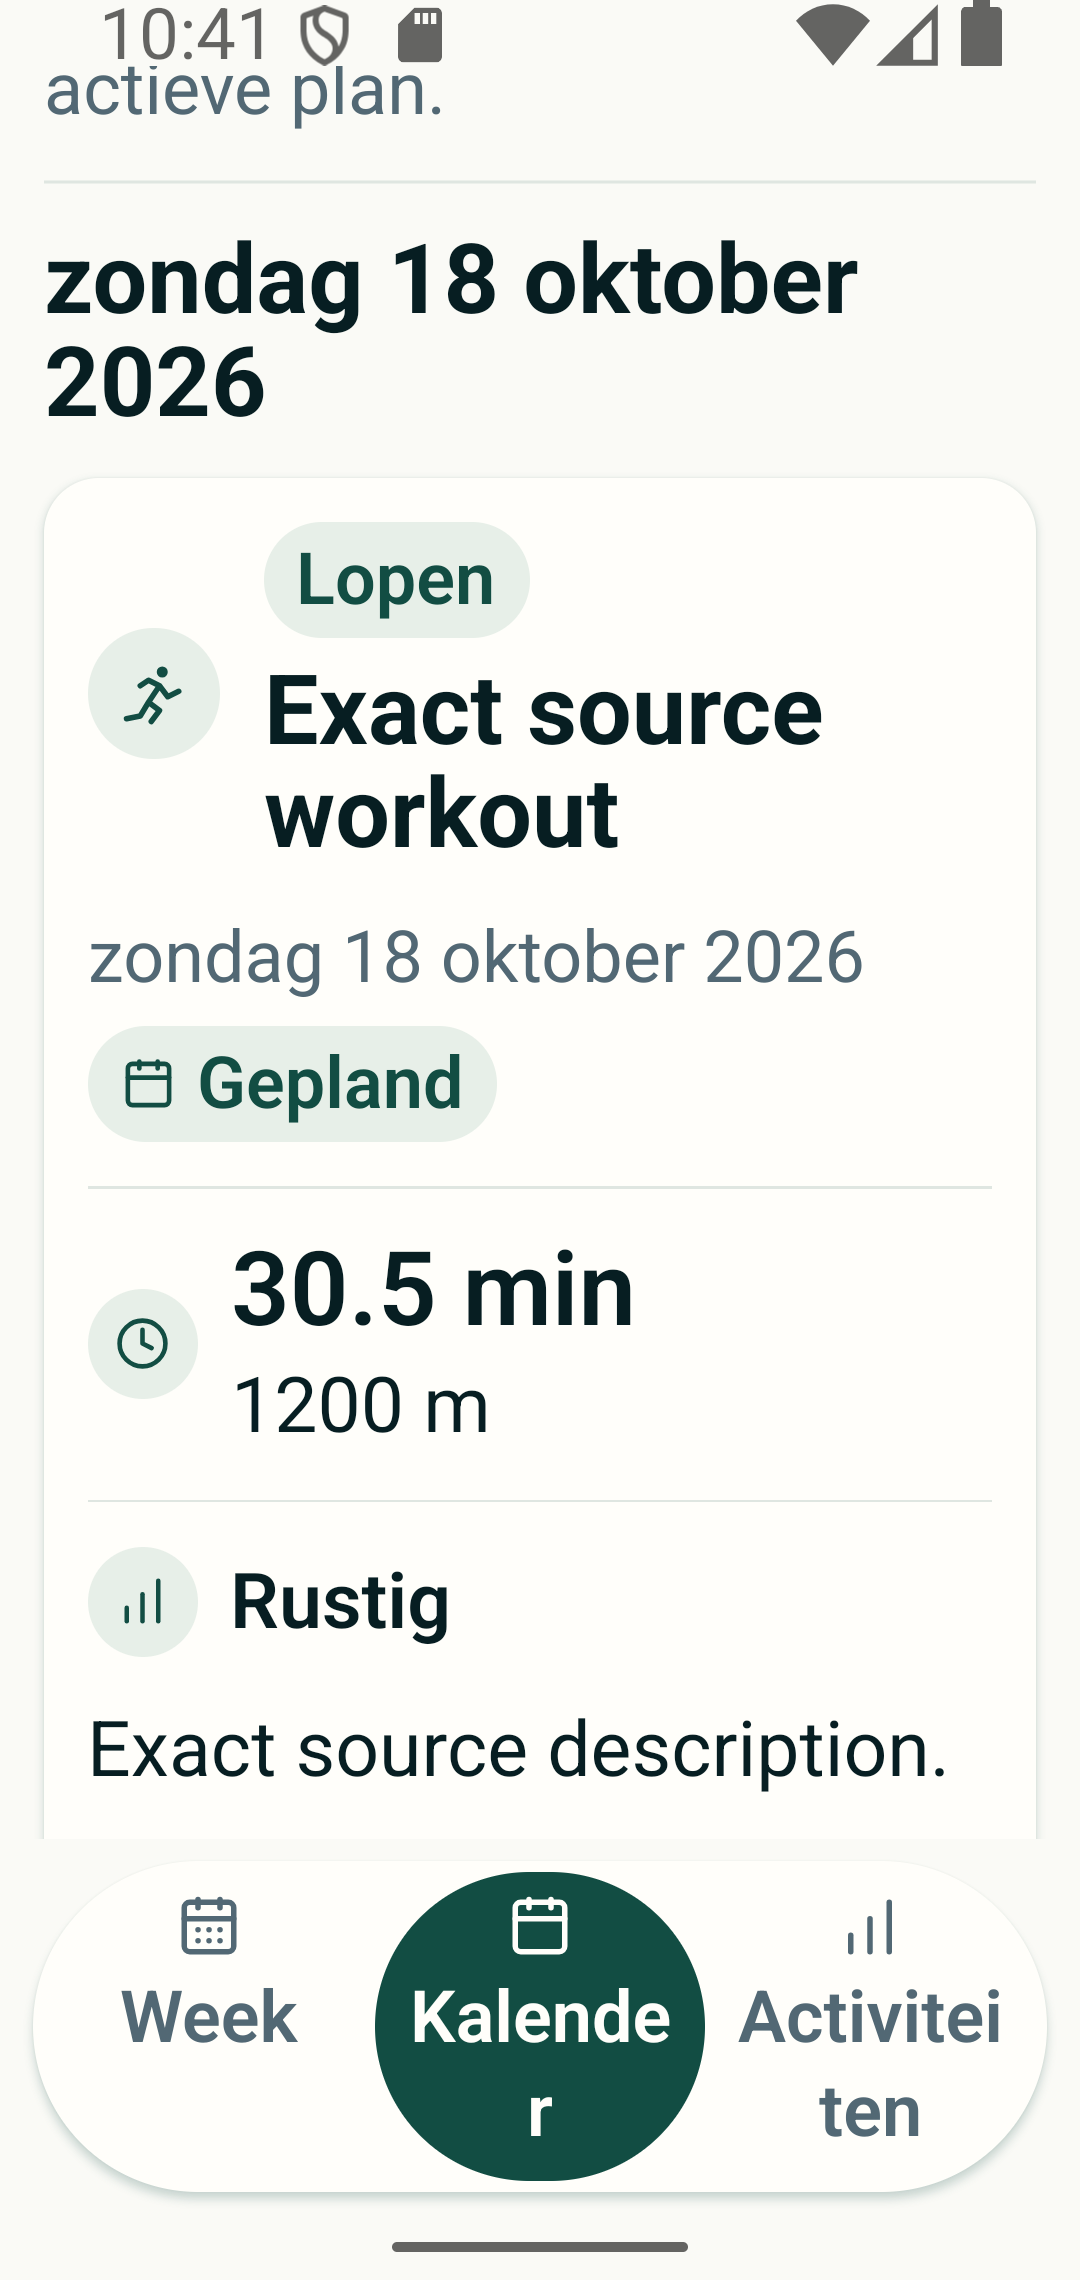 10:41
actieve plan.
zondag 18 oktober
2026
Lopen
Exact source
workout
zondag 18 oktober 2026
Gepland
30.5 min
1200 m
Rustig
Exact source description.
Week
Kalende
r
Activitei
ten